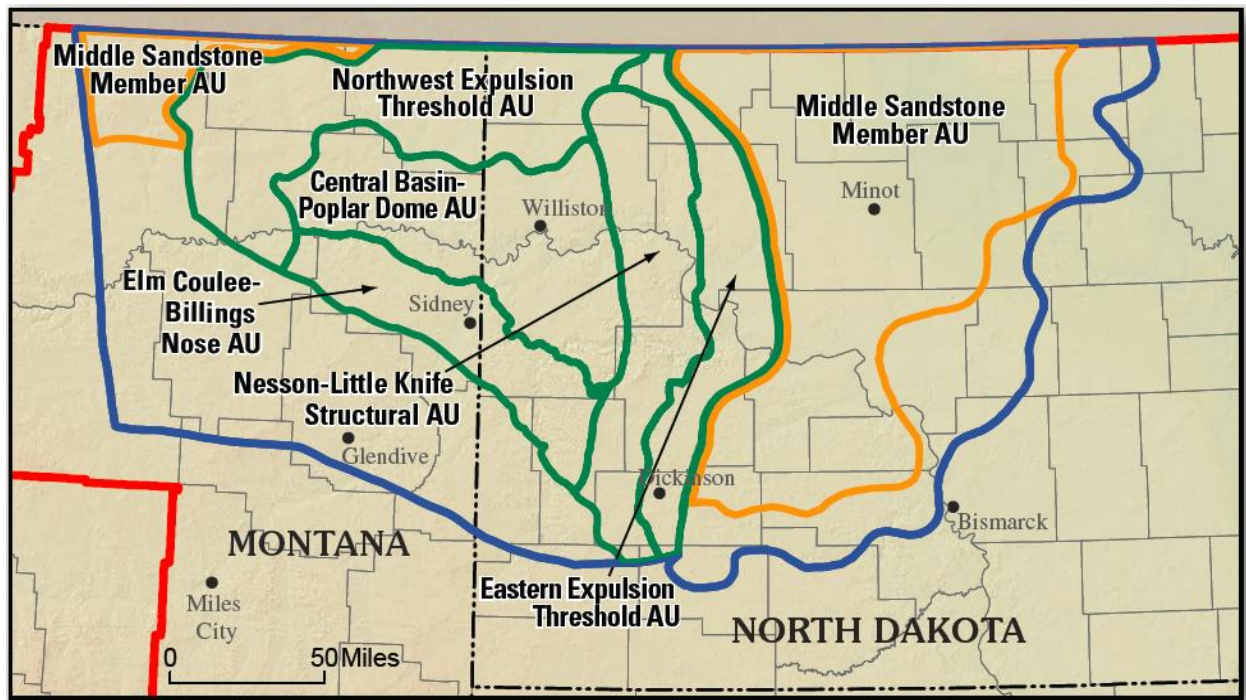 Middle Sandstone
Member AU
Northwest Expulsion
Threshold AU
Middle Sandstone
Member AU
Central Basin-
Poplar Dome AU
Williston
Minot
Elm Coulee-
Billings
Nose AU
Sidney
Nesson-Little Knife
Structural AU
Glendive
Dickinson
Bismarck
MONTANA
Miles
City
Eastern Expulsion
Threshold AU
NORTH DAKOTA
0 50 Miles